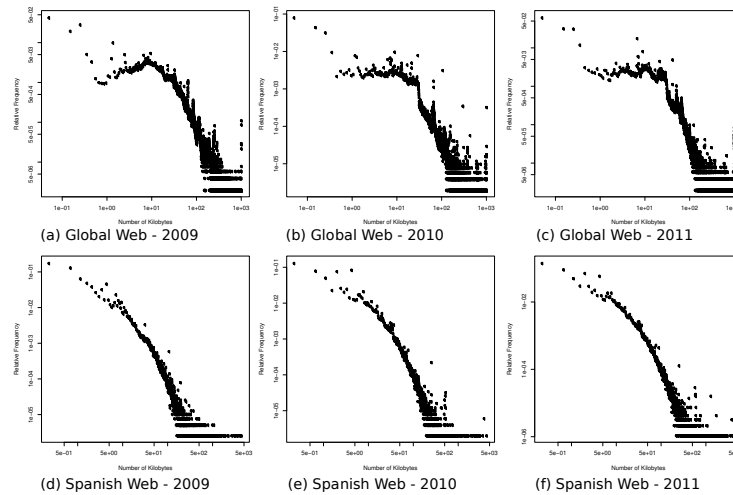 5e-02
5e-03
5e-04
5e-05
5e-06
Relative Frequency
1e-01 1e+00 1e+01 1e+02 1e+03
Number of Kilobytes
(a) Global Web - 2009
1e-01
1e-02
1e-03
1e-04
1e-05
Relative Frequency
1e-01 1e+00 1e+01 1e+02 1e+03
Number of Kilobytes
(b) Global Web - 2010
5e-02
5e-03
5e-04
5e-05
5e-06
Relative Frequency
1e-01 1e+00 1e+01 1e+02
Number of Kilobytes
(c) Global Web - 2011
1e-01
1e-02
1e-03
1e-04
1e-05
Relative Frequency
5e-01 5e+00 5e+01 5e+02 5e+03
Number of Kilobytes
(d) Spanish Web - 2009
1e-01
1e-02
1e-03
1e-04
1e-05
Relative Frequency
5e-01 5e+00 5e+01 5e+02 5e+03
Number of Kilobytes
(e) Spanish Web - 2010
1e-02
1e-04
1e-06
Relative Frequency
5e-01 5e+00 5e+01 5e+02
Number of Kilobytes
(f) Spanish Web - 2011